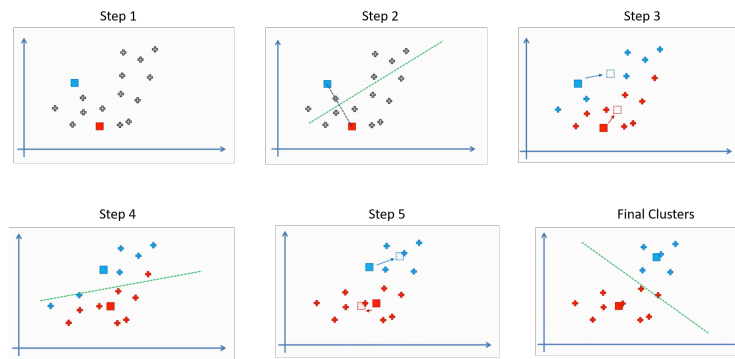 Step 1
Step 2
Step 3
Step 4
Step 5
Final Clusters